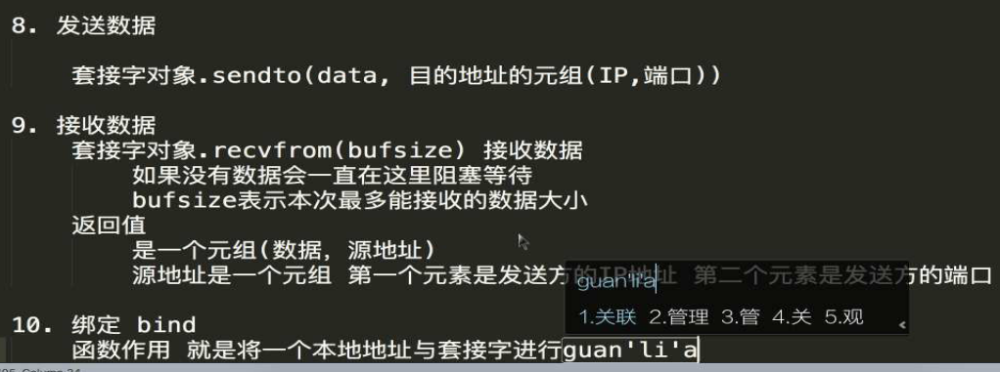 8. 发送数据
套接字对象.sendto(data, 目的地址的元组(IP,端口))
9. 接收数据
套接字对象.recvfrom(bufsize) 接收数据
如果没有数据会一直在这里阻塞等待
bufsize表示本次最多能接收的数据大小
返回值
是一个元组(数据, 源地址)
源地址是一个元组 第一个元素是发送方的IP地址 第二个元素是发送方的端口
guan'li'a
1.关联 2.管理 3.管 4.关 5.观
10. 绑定 bind
函数作用 就是将一个本地地址与套接字进行guan'li'a